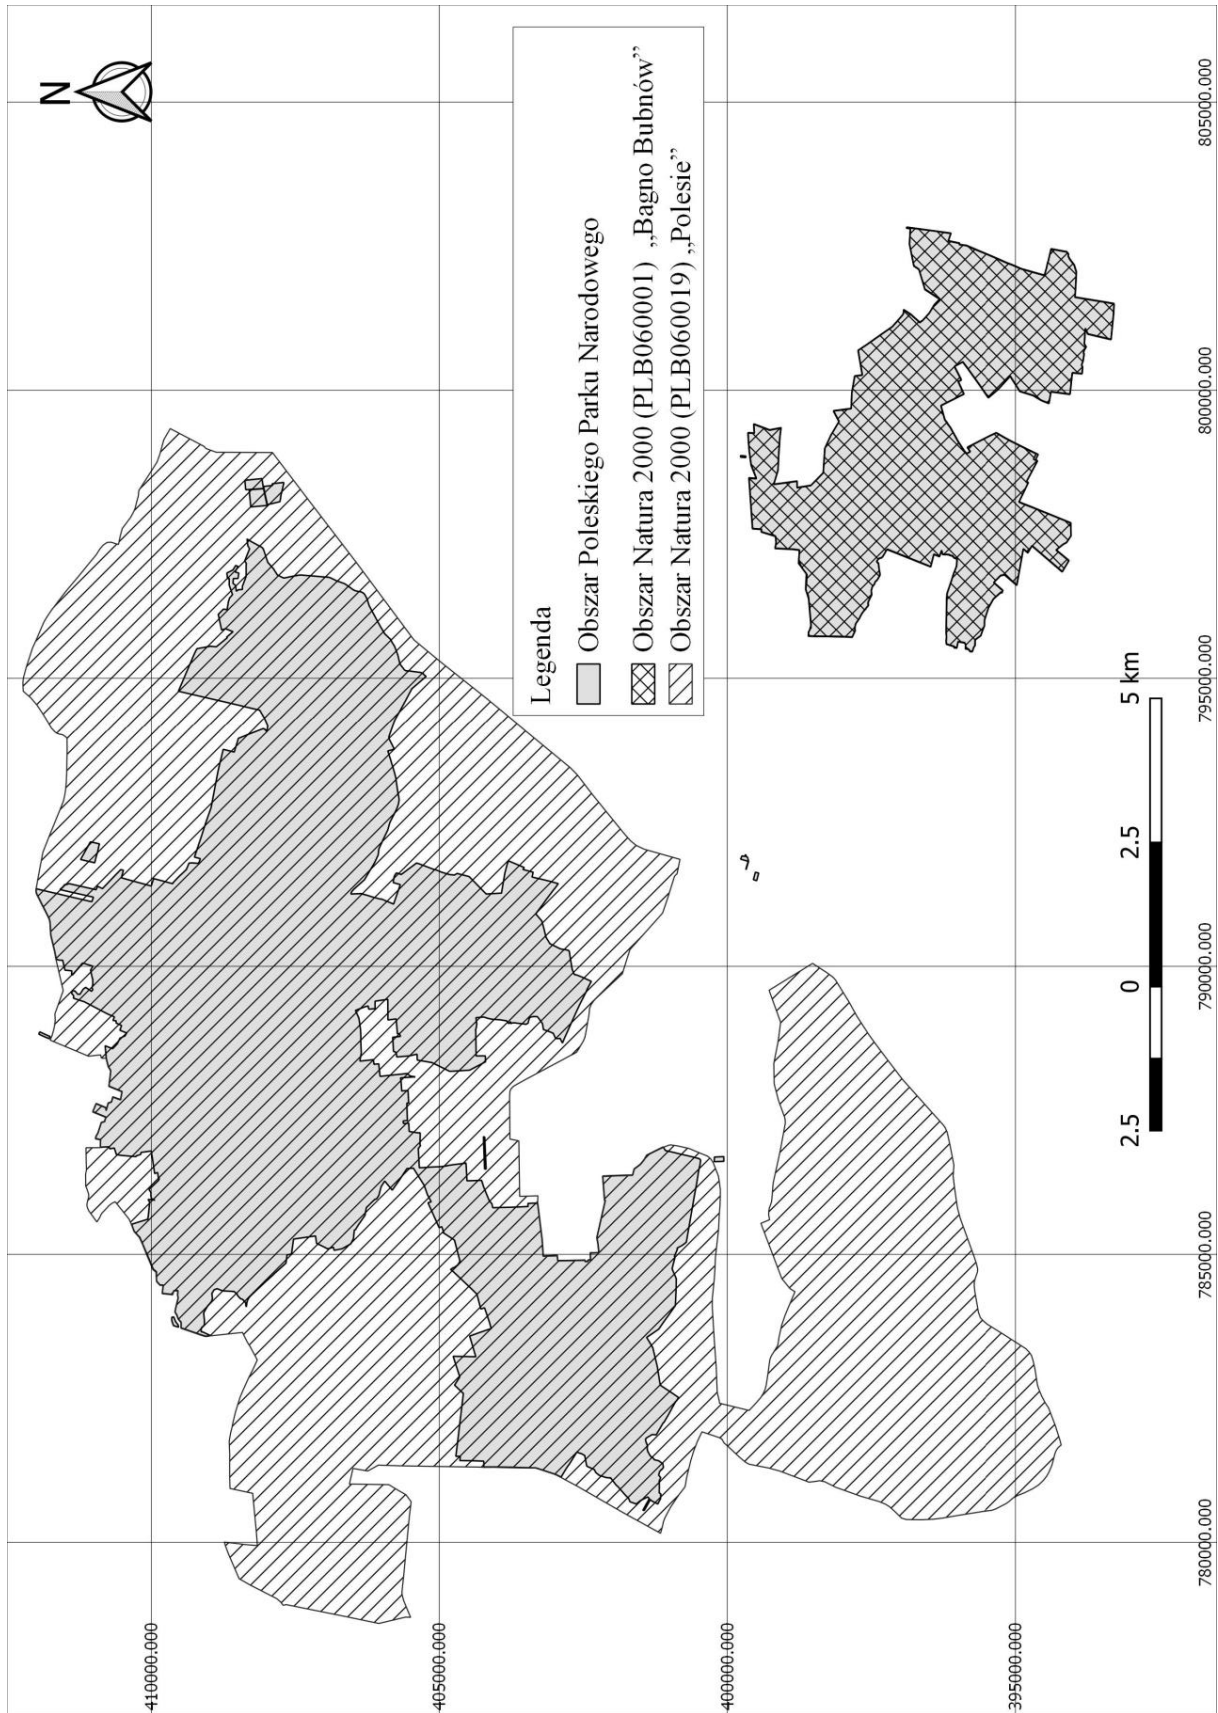 N
Legenda
Obszar Poleskiego Parku Narodowego
Obszar Natura 2000 (PLB060001) „Bagno Bubnów”
Obszar Natura 2000 (PLB060019) „Polesie”
410000.000
405000.000
400000.000
395000.000
2.5 0 2.5 5 km
780000.000 785000.000 790000.000 795000.000 800000.000 805000.000